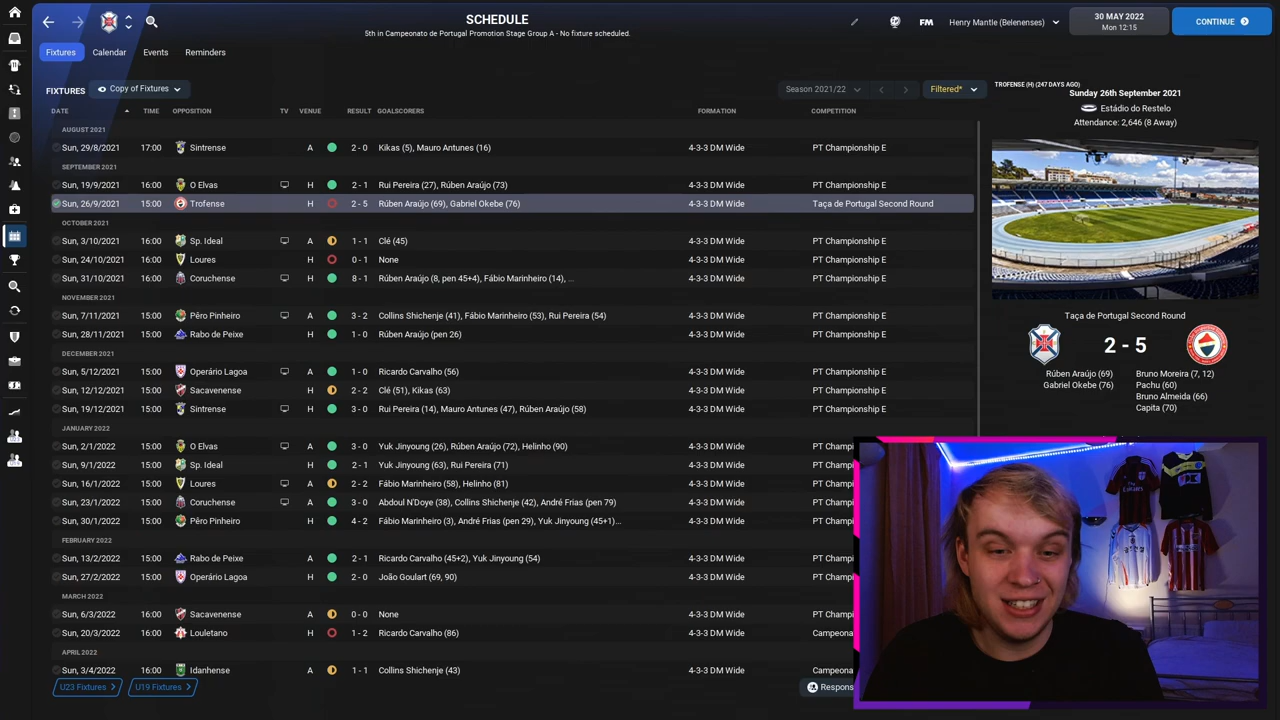 SCHEDULE
5th in Campeonato de Portugal Promotion Stage Group A - No fixture scheduled.
FM
Henry Mantle (Belenenses)
30 MAY 2022
Mon 12:15
CONTINUE
Fixtures Calendar Events Reminders
FIXTURES Copy of Fixtures Season 2021/22 Filtered*
DATE TIME OPPOSITION TV VENUE RESULT GOALSCORERS FORMATION COMPETITION
AUGUST 2021
Sun, 29/8/2021 17:00 Sintrense A 2 - 0 Kikas (5), Mauro Antunes (16) 4-3-3 DM Wide PT Championship E
SEPTEMBER 2021
Sun, 19/9/2021 16:00 O Elvas H 2 - 1 Rui Pereira (27), Rúben Araújo (73) 4-3-3 DM Wide PT Championship E
Sun, 26/9/2021 15:00 Trofense H 2 - 5 Rúben Araújo (69), Gabriel Okebe (76) 4-3-3 DM Wide Taça de Portugal Second Round
OCTOBER 2021
Sun, 3/10/2021 16:00 Sp. Ideal A 1 - 1 Clé (45) 4-3-3 DM Wide PT Championship E
Sun, 24/10/2021 16:00 Loures H 0 - 1 None 4-3-3 DM Wide PT Championship E
Sun, 31/10/2021 16:00 Coruchense H 8 - 1 Rúben Araújo (8, pen 45+4), Fábio Marinheiro (14), ... 4-3-3 DM Wide PT Championship E
NOVEMBER 2021
Sun, 7/11/2021 15:00 Pêro Pinheiro A 3 - 2 Collins Shichenje (41), Fábio Marinheiro (53), Rui Pereira (54) 4-3-3 DM Wide PT Championship E
Sun, 28/11/2021 15:00 Rabo de Peixe H 1 - 0 Rúben Araújo (pen 26) 4-3-3 DM Wide PT Championship E
DECEMBER 2021
Sun, 5/12/2021 15:00 Operário Lagoa A 1 - 0 Ricardo Carvalho (56) 4-3-3 DM Wide PT Championship E
Sun, 12/12/2021 15:00 Sacavenense H 2 - 2 Clé (51), Kikas (63) 4-3-3 DM Wide PT Championship E
Sun, 19/12/2021 15:00 Sintrense H 3 - 0 Rui Pereira (14), Mauro Antunes (47), Rúben Araújo (58) 4-3-3 DM Wide PT Championship E
JANUARY 2022
Sun, 2/1/2022 15:00 O Elvas A 3 - 0 Yuk Jinyoung (26), Rúben Araújo (72), Helinho (90) 4-3-3 DM Wide PT Champi
Sun, 9/1/2022 15:00 Sp. Ideal H 2 - 1 Yuk Jinyoung (63), Rui Pereira (71) 4-3-3 DM Wide PT Champi
Sun, 16/1/2022 15:00 Loures A 2 - 2 Fábio Marinheiro (58), Helinho (81) 4-3-3 DM Wide PT Champi
Sun, 23/1/2022 15:00 Coruchense A 3 - 0 Abdoul N'Doye (38), Collins Shichenje (42), André Frias (pen 79) 4-3-3 DM Wide PT Champi
Sun, 30/1/2022 15:00 Pêro Pinheiro H 4 - 2 Fábio Marinheiro (3), André Frias (pen 29), Yuk Jinyoung (45+1)... 4-3-3 DM Wide PT Champi
FEBRUARY 2022
Sun, 13/2/2022 15:00 Rabo de Peixe A 2 - 1 Ricardo Carvalho (45+2), Yuk Jinyoung (54) 4-3-3 DM Wide PT Champi
Sun, 27/2/2022 15:00 Operário Lagoa H 2 - 0 João Goulart (69, 90) 4-3-3 DM Wide PT Champi
MARCH 2022
Sun, 6/3/2022 16:00 Sacavenense A 0 - 0 None 4-3-3 DM Wide PT Champi
Sun, 20/3/2022 16:00 Louletano H 1 - 2 Ricardo Carvalho (86) 4-3-3 DM Wide Campeona
APRIL 2022
Sun, 3/4/2022 16:00 Idanhense A 1 - 1 Collins Shichenje (43) 4-3-3 DM Wide Campeona
U23 Fixtures U19 Fixtures Respons
TROFENSE (H) (247 DAYS AGO)
Sunday 26th September 2021
Estádio do Restelo
Attendance: 2,646 (8 Away)
Taça de Portugal Second Round
2 - 5
Rúben Araújo (69)
Gabriel Okebe (76)
Bruno Moreira (7, 12)
Pachu (60)
Bruno Almeida (66)
Capita (70)